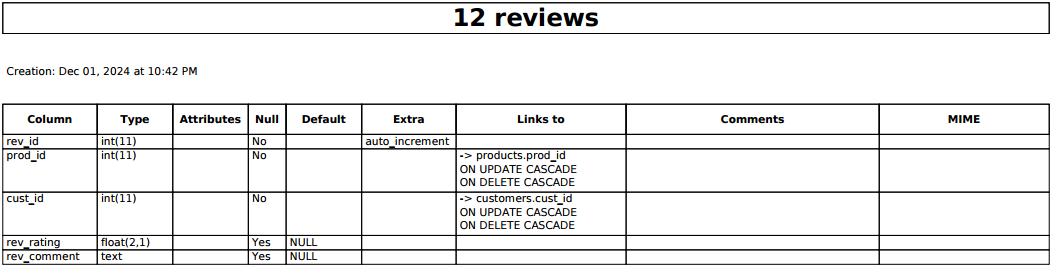 12 reviews
Creation: Dec 01, 2024 at 10:42 PM
Column Type Attributes Null Default Extra Links to Comments MIME
rev_id int(11) No auto_increment
prod_id int(11) No -> products.prod_id
ON UPDATE CASCADE
ON DELETE CASCADE
cust_id int(11) No -> customers.cust_id
ON UPDATE CASCADE
ON DELETE CASCADE
rev_rating float(2,1) Yes NULL
rev_comment text Yes NULL